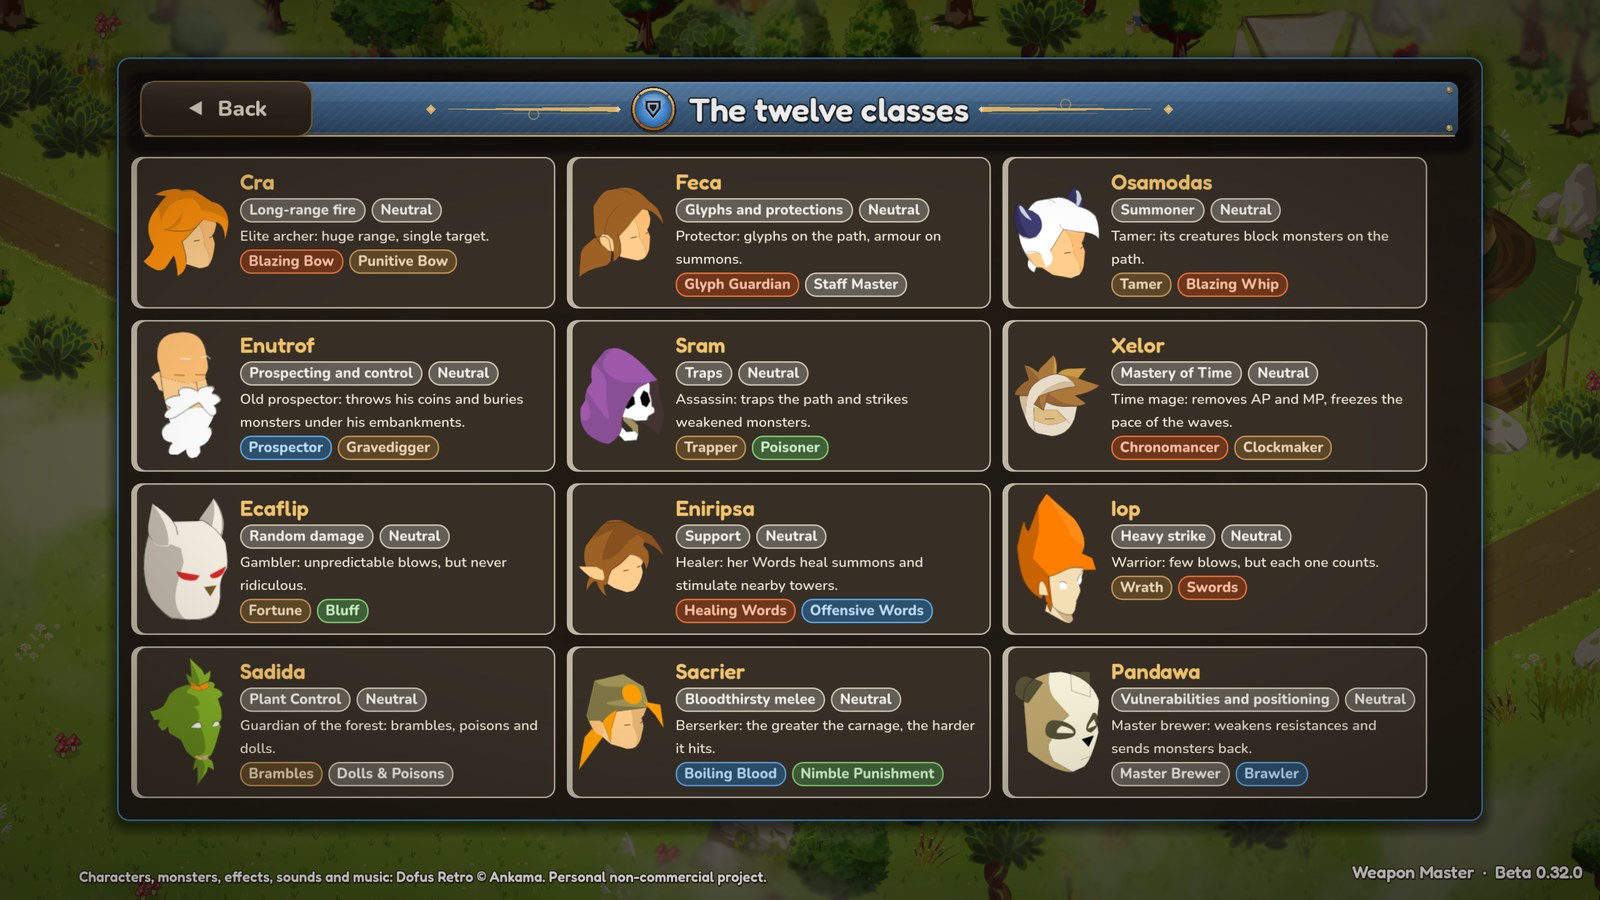 Back
The twelve classes
Cra
Long-range fire Neutral
Elite archer: huge range, single target.
Blazing Bow Punitive Bow
Feca
Glyphs and protections Neutral
Protector: glyphs on the path, armour on
summons.
Glyph Guardian Staff Master
Osamodas
Summoner Neutral
Tamer: its creatures block monsters on the
path.
Tamer Blazing Whip
Enutrof
Prospecting and control Neutral
Old prospector: throws his coins and buries
monsters under his embankments.
Prospector Gravedigger
Sram
Traps Neutral
Assassin: traps the path and strikes
weakened monsters.
Trapper Poisoner
Xelor
Mastery of Time Neutral
Time mage: removes AP and MP, freezes the
pace of the waves.
Chronomancer Clockmaker
Ecaflip
Random damage Neutral
Gambler: unpredictable blows, but never
ridiculous.
Fortune Bluff
Eniripsa
Support Neutral
Healer: her Words heal summons and
stimulate nearby towers.
Healing Words Offensive Words
Iop
Heavy strike Neutral
Warrior: few blows, but each one counts.
Wrath Swords
Sadida
Plant Control Neutral
Guardian of the forest: brambles, poisons and
dolls.
Brambles Dolls & Poisons
Sacrier
Bloodthirsty melee Neutral
Berserker: the greater the carnage, the harder
it hits.
Boiling Blood Nimble Punishment
Pandawa
Vulnerabilities and positioning Neutral
Master brewer: weakens resistances and
sends monsters back.
Master Brewer Brawler
Characters, monsters, effects, sounds and music: Dofus Retro © Ankama. Personal non-commercial project.
Weapon Master · Beta 0.32.0